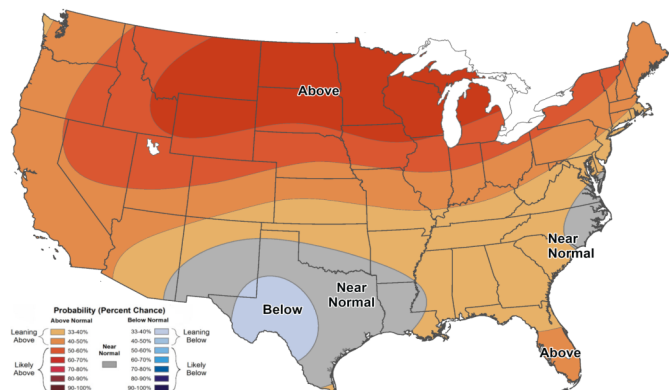 Above
Near
Normal
Near
Normal
Below
Above
Probability (Percent Chance)
Above Normal Below Normal
Leaning
Above
33-40% 33-40%
Leaning
Below
40-50% 40-50%
50-60% Near
Normal 50-60%
Likely
Above
60-70% 60-70%
Likely
Below
70-80% 70-80%
80-90% 80-90%
90-100% 90-100%